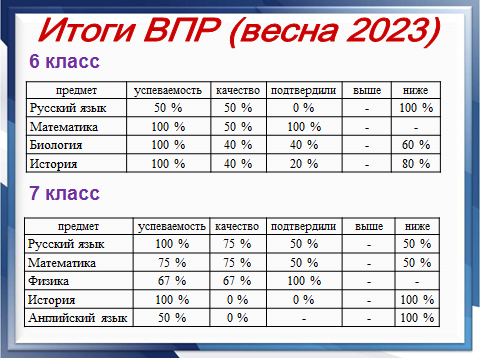 Итоги ВПР (весна 2023)
6 класс
предмет успеваемость качество подтвердили выше ниже
Русский язык 50 % 50 % 0 % - 100 %
Математика 100 % 50 % 100 % - -
Биология 100 % 40 % 40 % - 60 %
История 100 % 40 % 20 % - 80 %
7 класс
предмет успеваемость качество подтвердили выше ниже
Русский язык 100 % 75 % 50 % - 50 %
Математика 75 % 75 % 50 % - 50 %
Физика 67 % 67 % 100 % - -
История 100 % 0 % 0 % - 100 %
Английский язык 50 % 0 % - - 100 %